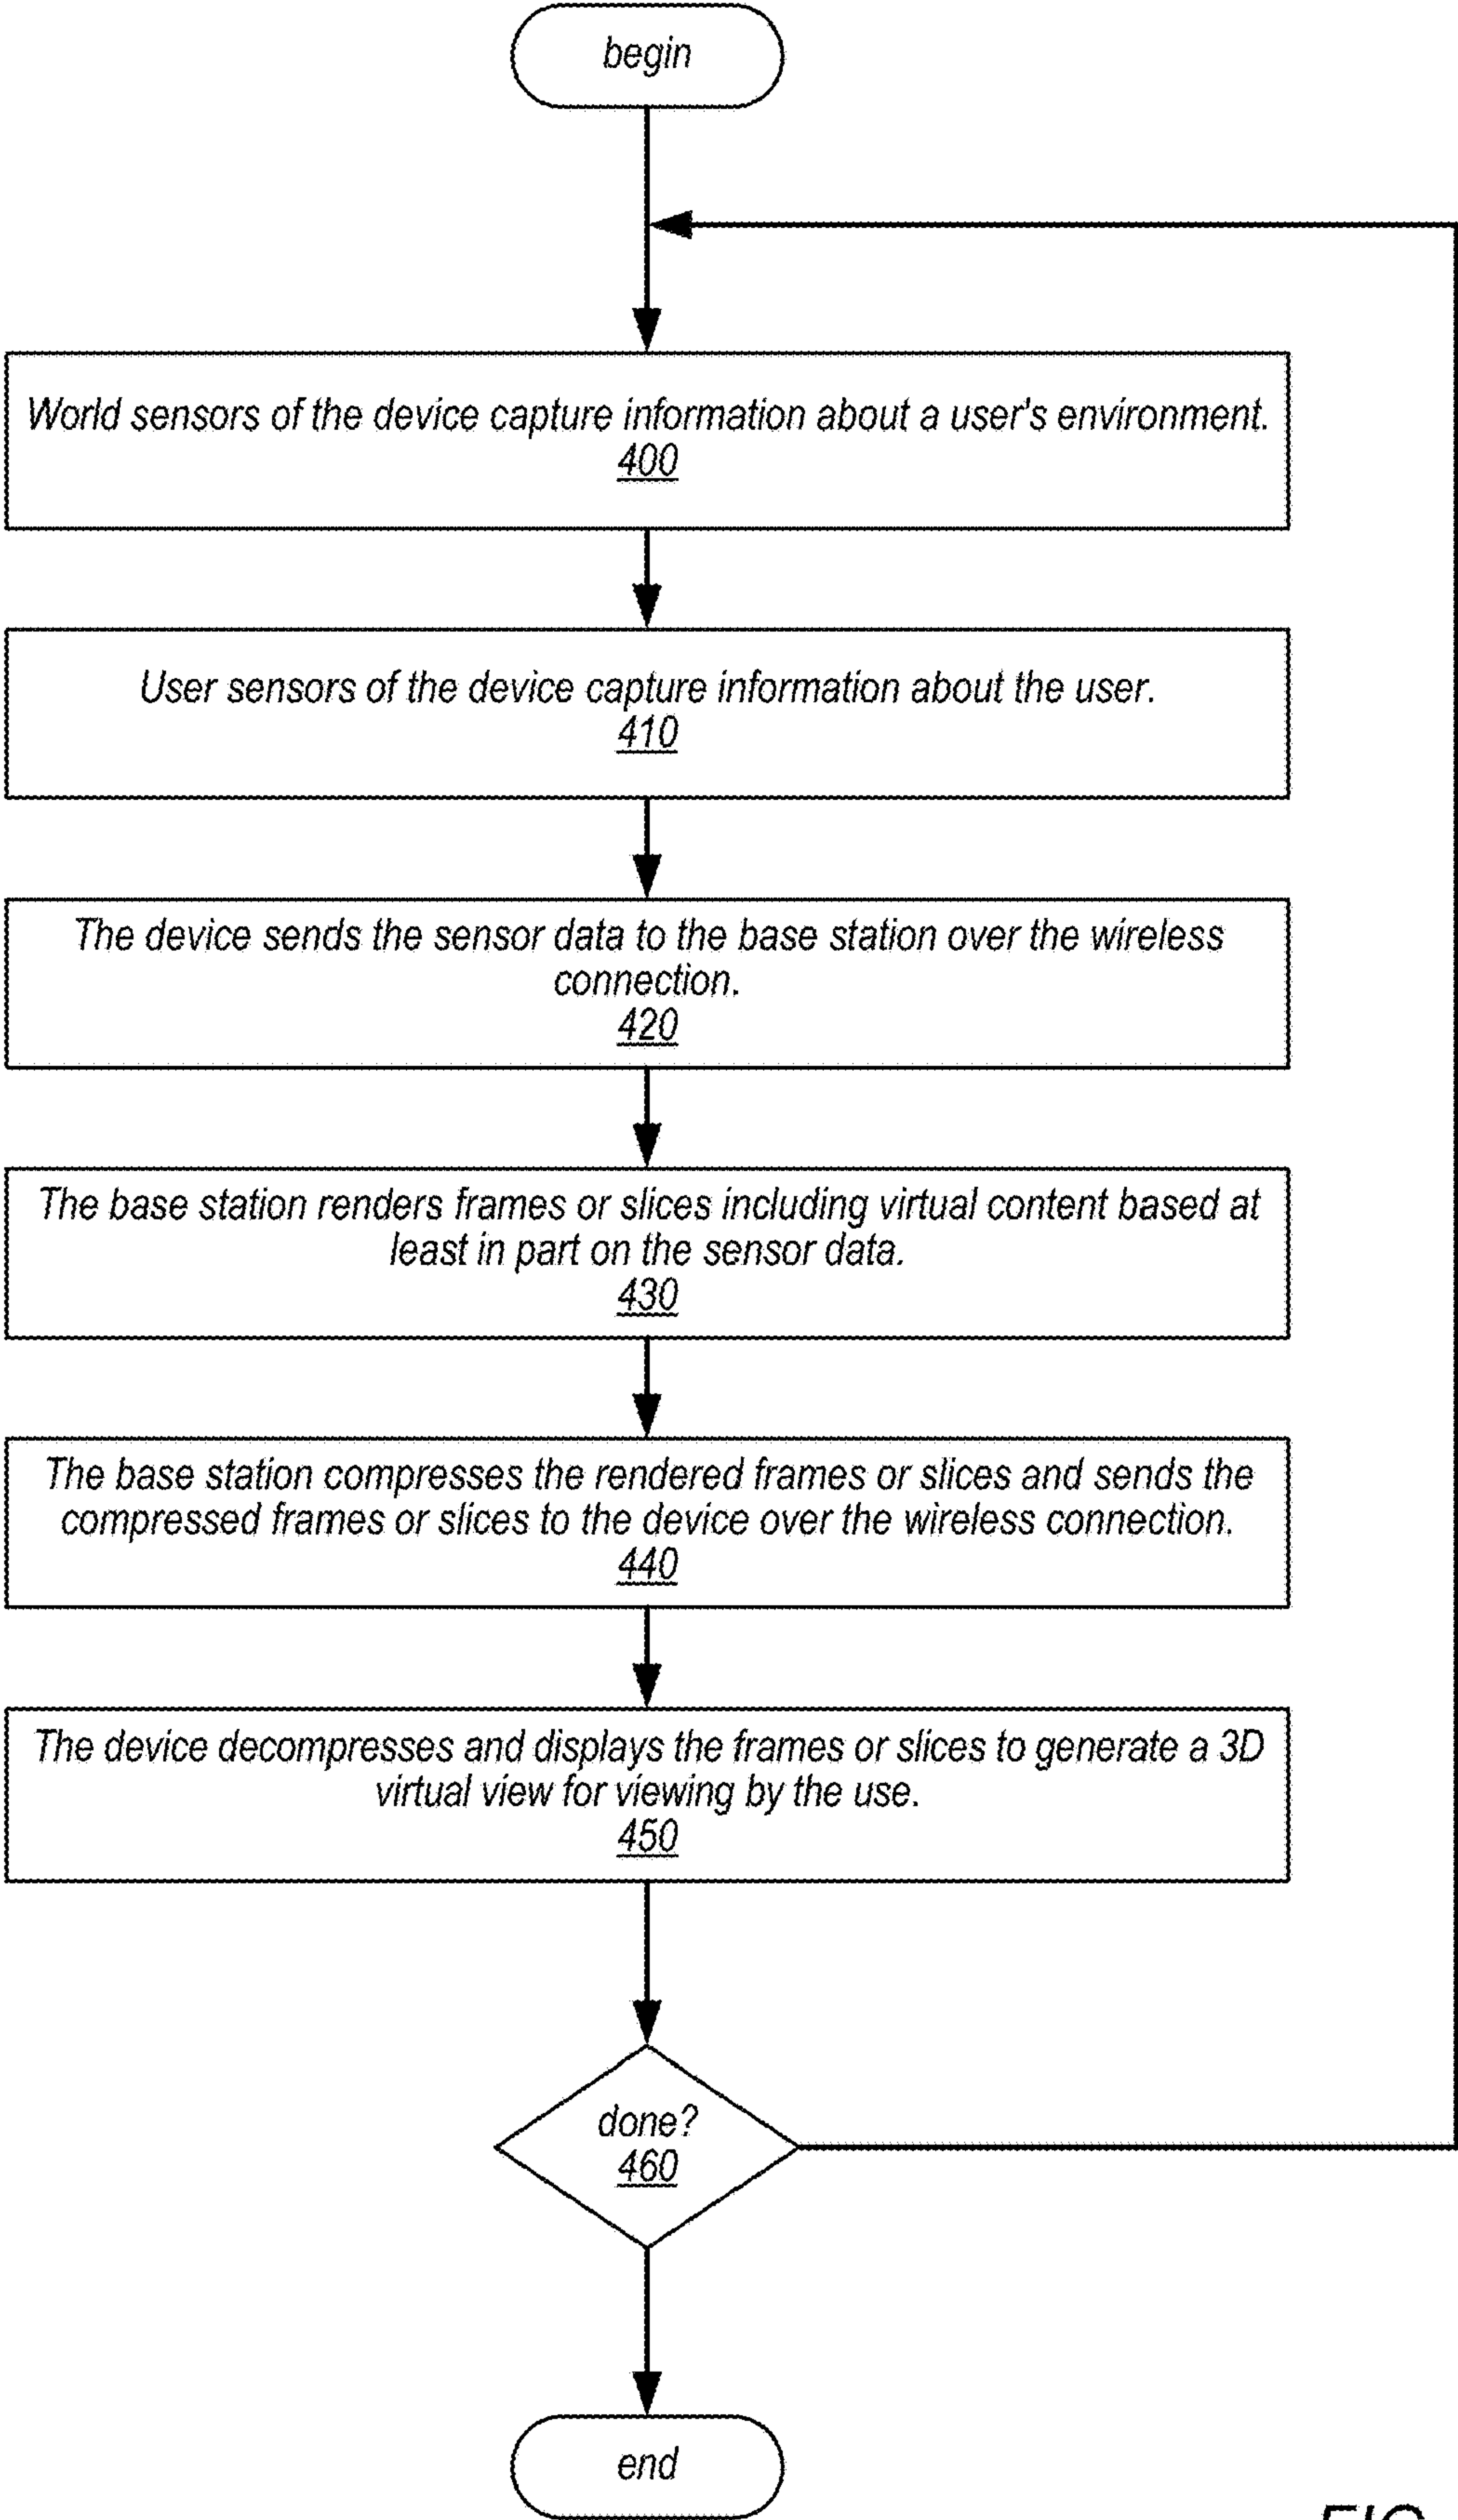 begin
World sensors of the device capture information about a user's environment.
400
User sensors of the device capture information about the user.
410
The device sends the sensor data to the base station over the wireless
connection.
420
The base station renders frames or slices including virtual content based at
least in part on the sensor data.
430
The base station compresses the rendered frames or slices and sends the
compressed frames or slices to the device over the wireless connection.
440
The device decompresses and displays the frames or slices to generate a 3D
virtual view for viewing by the use.
450
done?
460
end